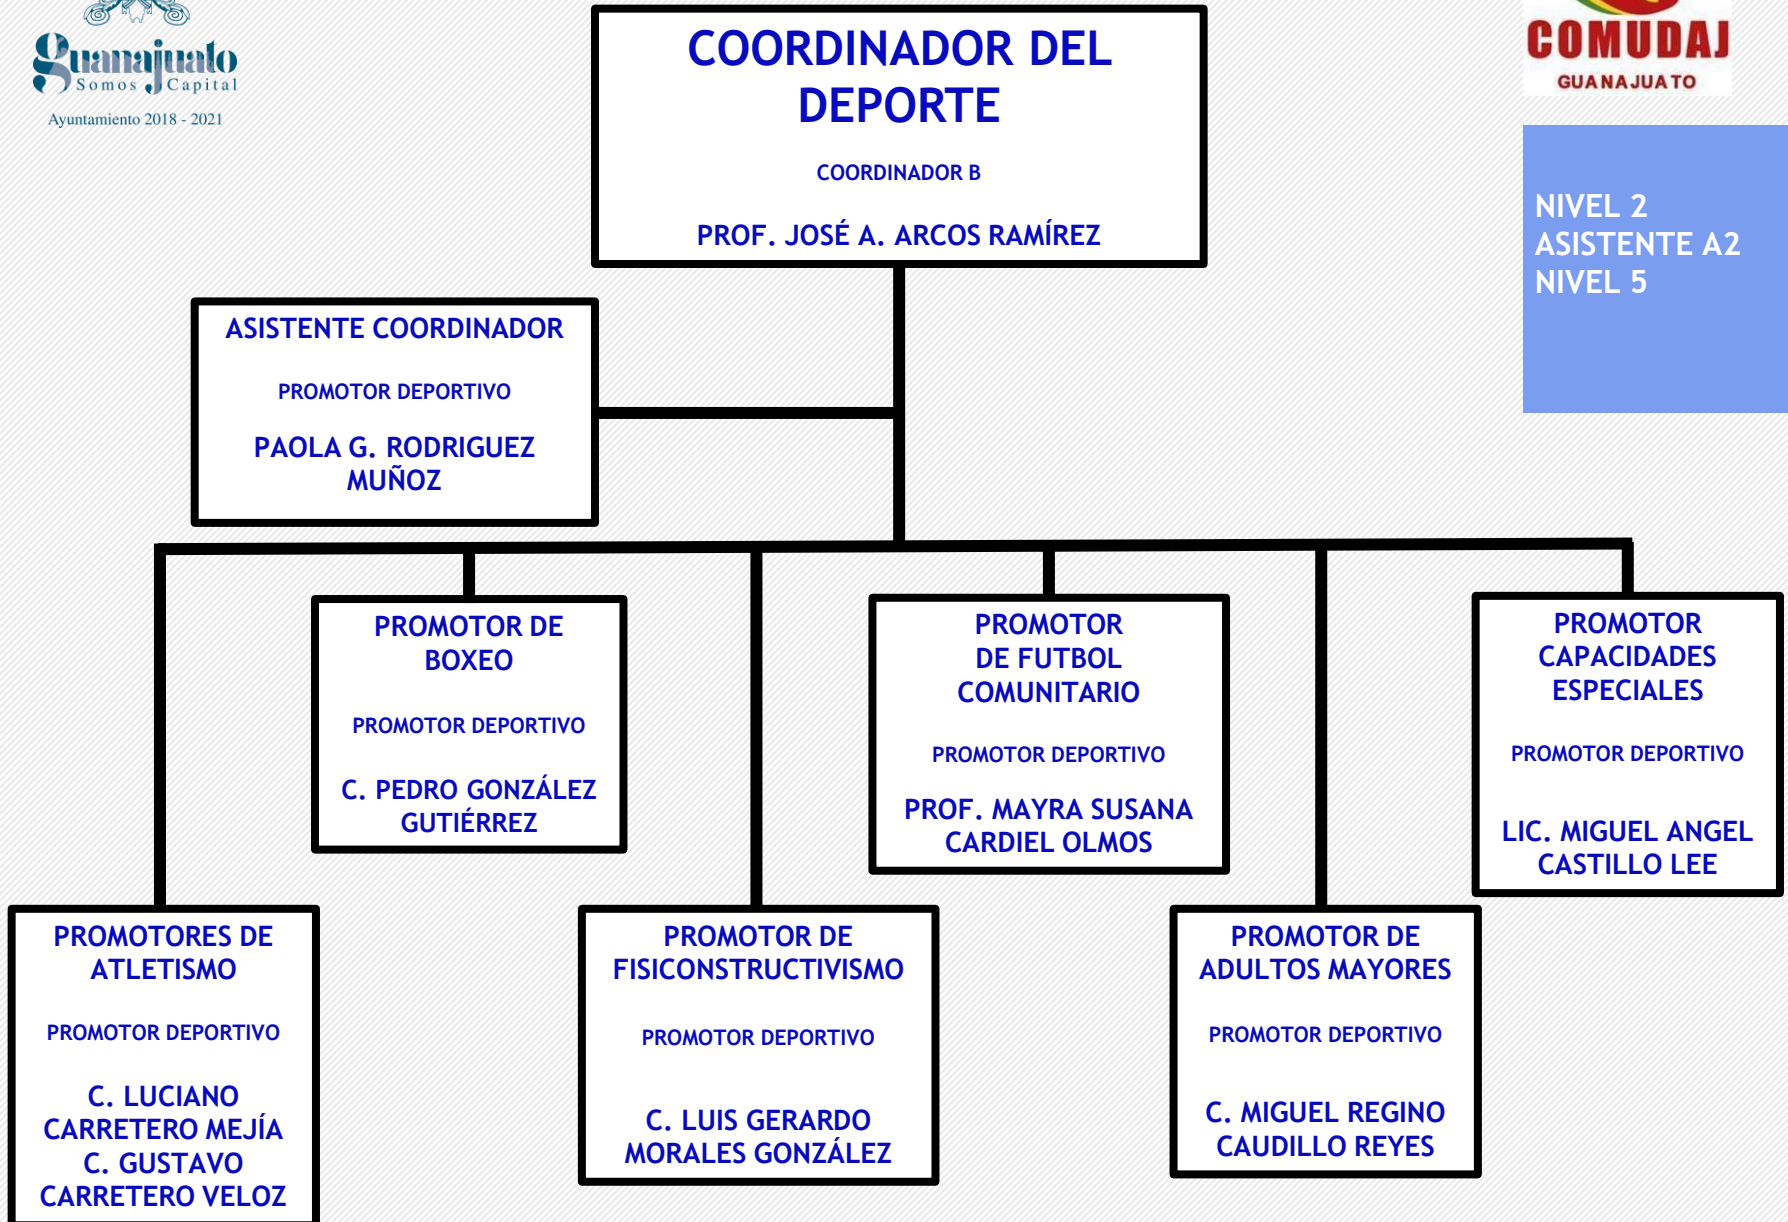 Guanajuato
Somos Capital
Ayuntamiento 2018 - 2021
COORDINADOR DEL
DEPORTE
COORDINADOR B
PROF. JOSÉ A. ARCOS RAMÍREZ
COMUDAJ
GUANAJUATO
NIVEL 2
ASISTENTE A2
NIVEL 5
ASISTENTE COORDINADOR
PROMOTOR DEPORTIVO
PAOLA G. RODRIGUEZ
MUÑOZ
PROMOTOR DE
BOXEO
PROMOTOR DEPORTIVO
C. PEDRO GONZÁLEZ
GUTIÉRREZ
PROMOTOR
DE FUTBOL
COMUNITARIO
PROMOTOR DEPORTIVO
PROF. MAYRA SUSANA
CARDIEL OLMOS
PROMOTOR
CAPACIDADES
ESPECIALES
PROMOTOR DEPORTIVO
LIC. MIGUEL ANGEL
CASTILLO LEE
PROMOTORES DE
ATLETISMO
PROMOTOR DEPORTIVO
C. LUCIANO
CARRETERO MEJÍA
C. GUSTAVO
CARRETERO VELOZ
PROMOTOR DE
FISICONSTRUCTIVISMO
PROMOTOR DEPORTIVO
C. LUIS GERARDO
MORALES GONZÁLEZ
PROMOTOR DE
ADULTOS MAYORES
PROMOTOR DEPORTIVO
C. MIGUEL REGINO
CAUDILLO REYES